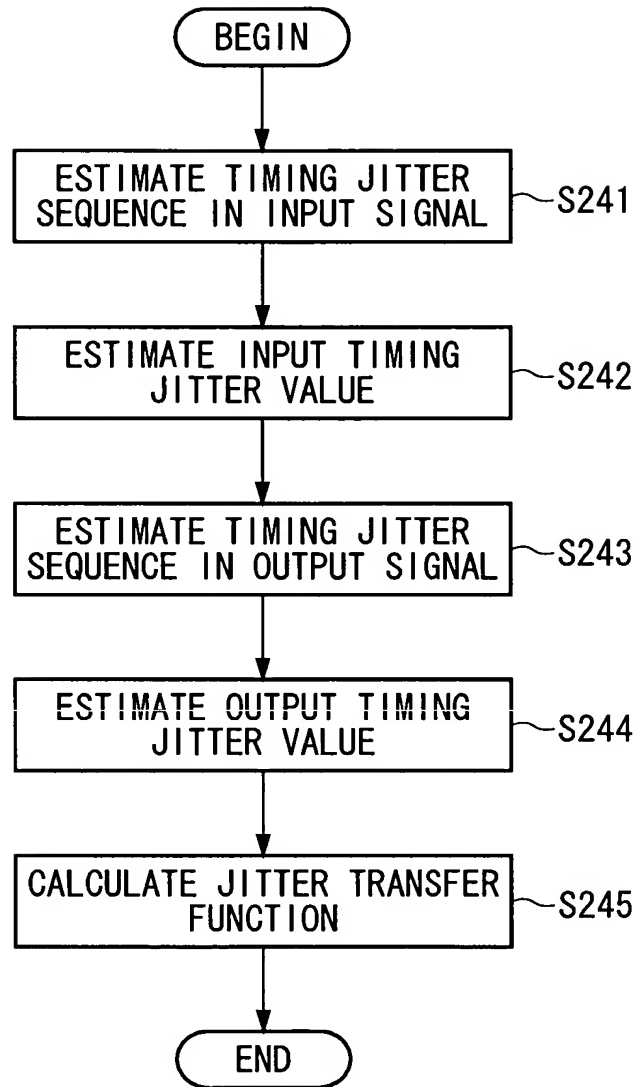 BEGIN
ESTIMATE TIMING JITTER
SEQUENCE IN INPUT SIGNAL
S241
ESTIMATE INPUT TIMING
JITTER VALUE
S242
ESTIMATE TIMING JITTER
SEQUENCE IN OUTPUT SIGNAL
S243
ESTIMATE OUTPUT TIMING
JITTER VALUE
S244
CALCULATE JITTER TRANSFER
FUNCTION
S245
END